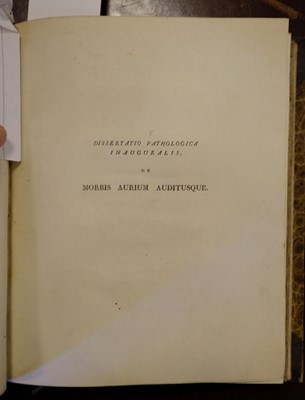 DISSERTATIO PATHOLOGICA
INAUGURALIS,
DE
MORBIS AURIUM AUDITUSQUE.